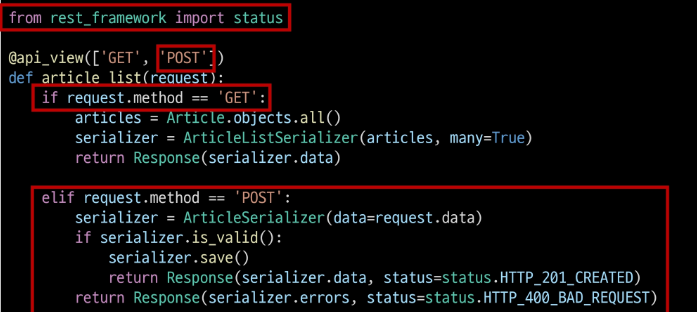 from rest_framework import status
@api_view(['GET', 'POST'])
def article_list(request):
    if request.method == 'GET':
        articles = Article.objects.all()
        serializer = ArticleListSerializer(articles, many=True)
        return Response(serializer.data)
    elif request.method == 'POST':
        serializer = ArticleSerializer(data=request.data)
        if serializer.is_valid():
            serializer.save()
            return Response(serializer.data, status=status.HTTP_201_CREATED)
        return Response(serializer.errors, status=status.HTTP_400_BAD_REQUEST)